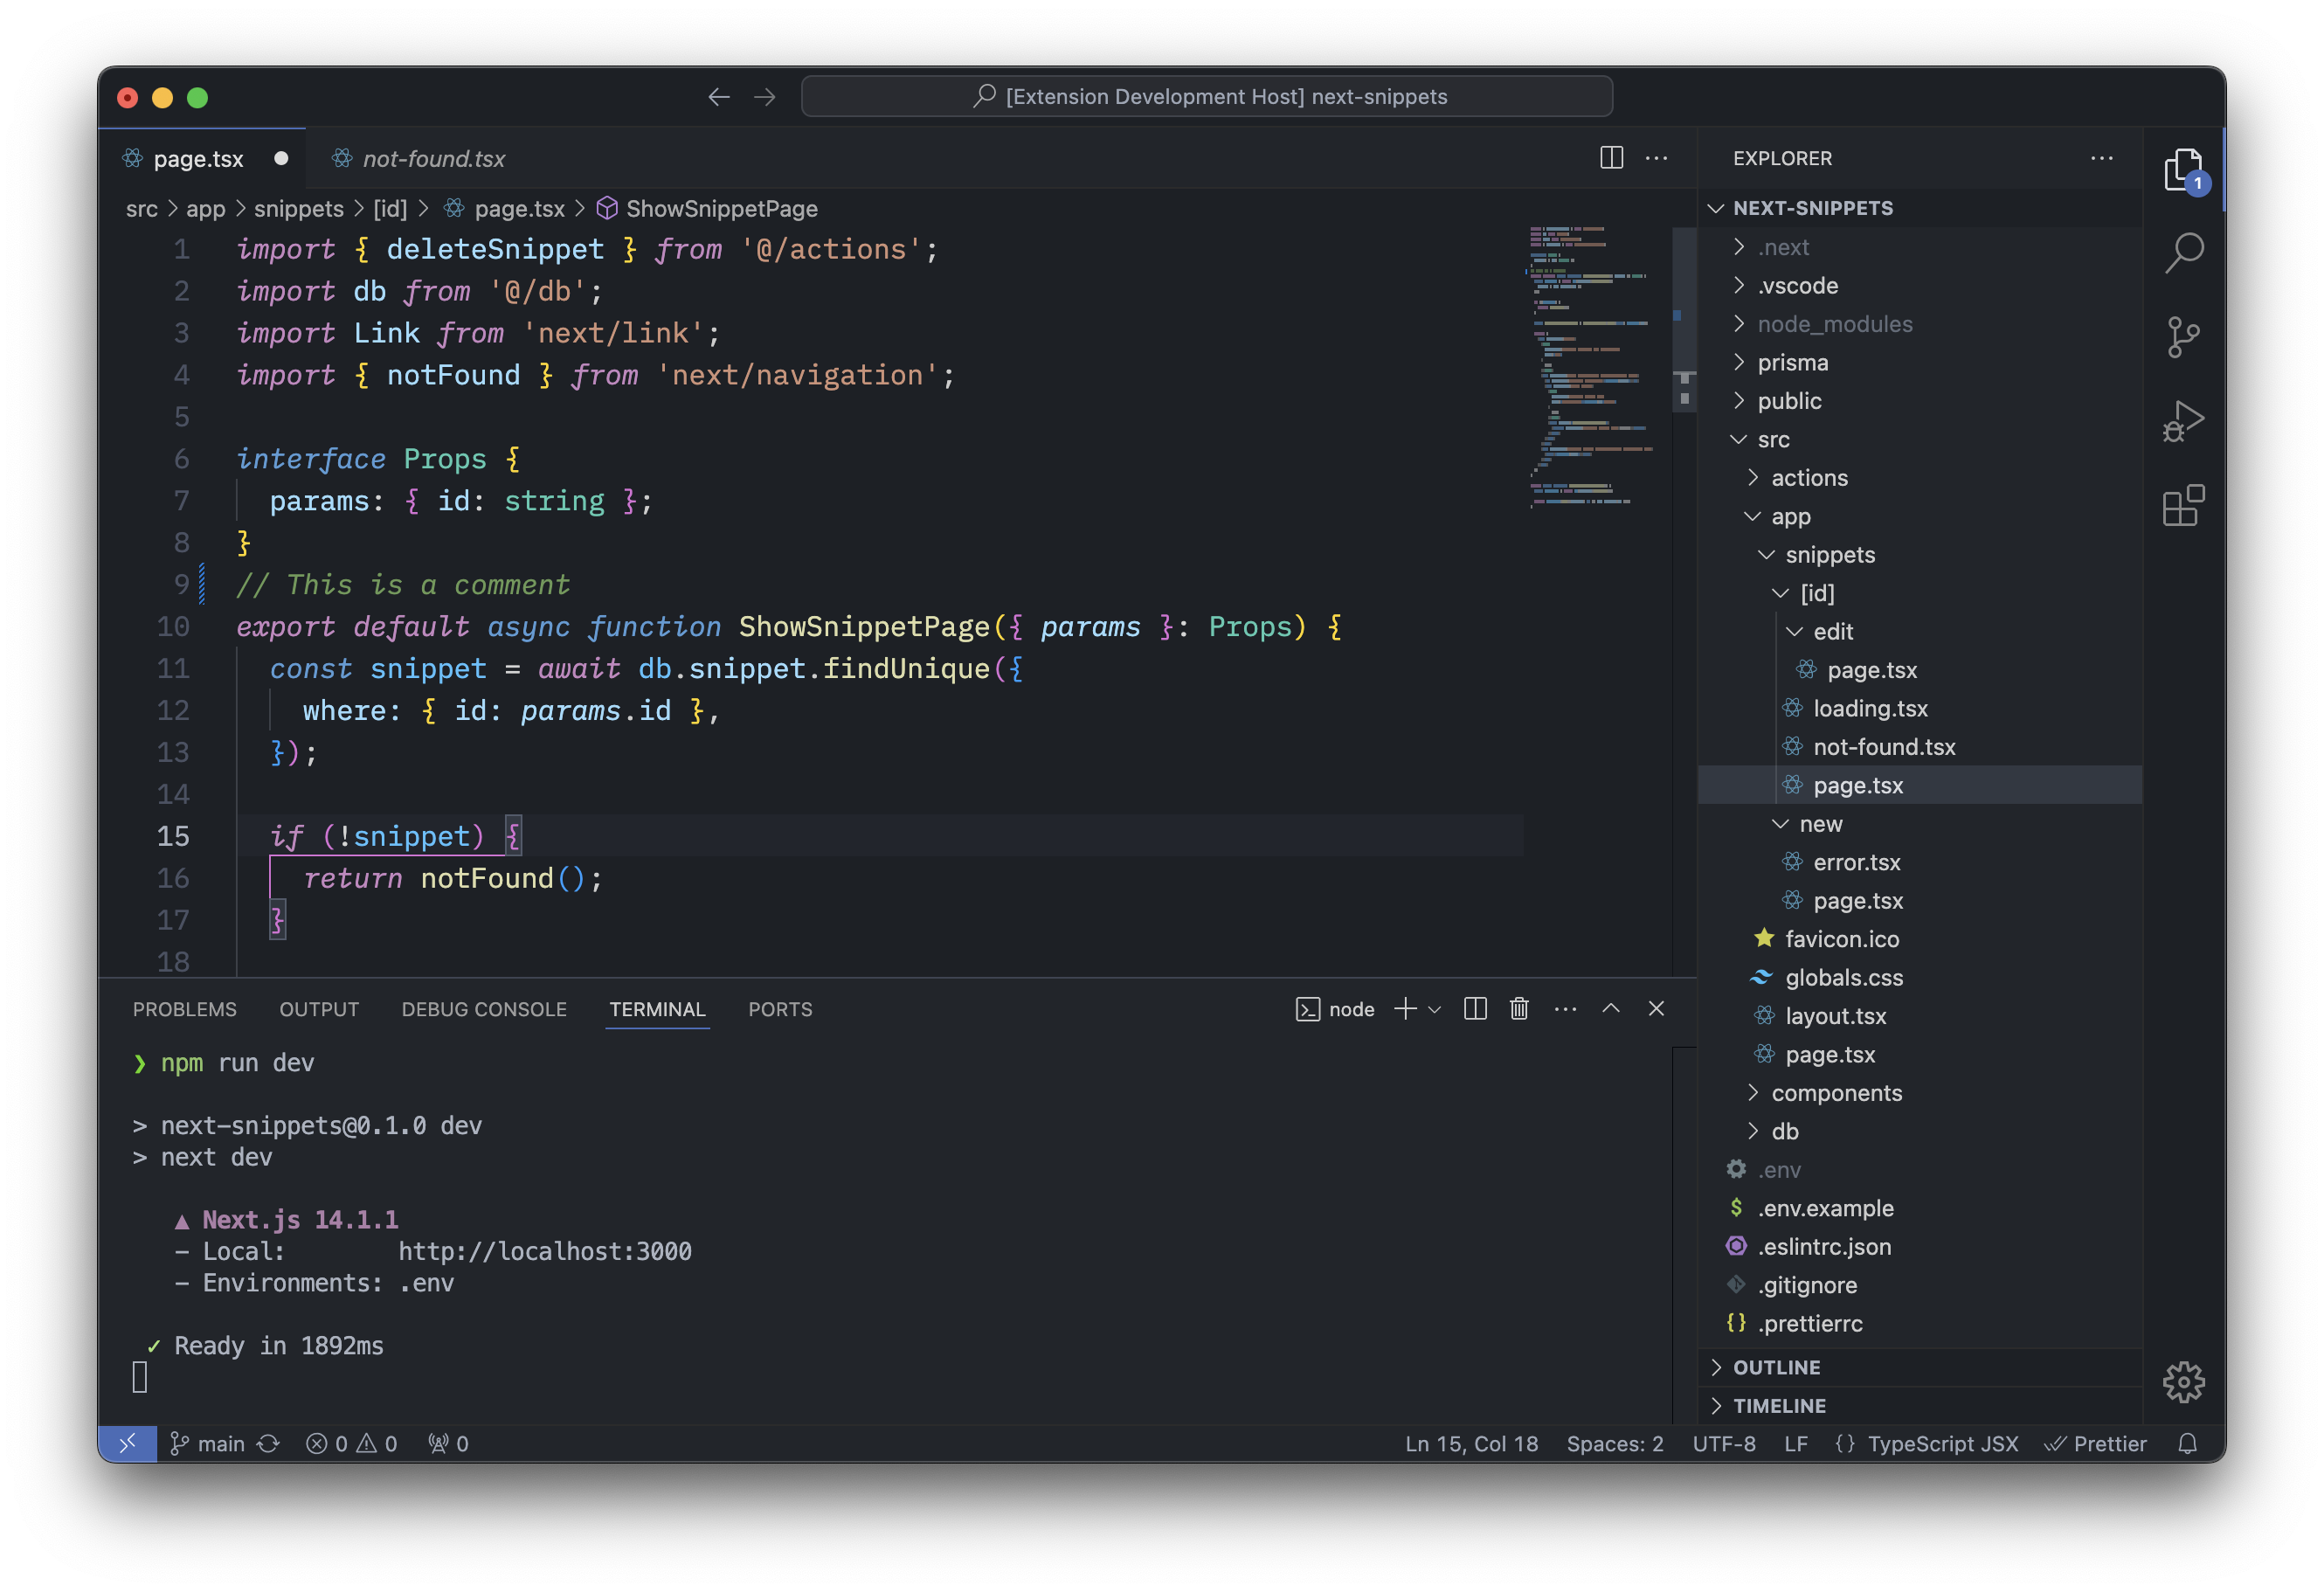 [Extension Development Host] next-snippets
page.tsx
not-found.tsx
src > app > snippets > [id] > page.tsx > ShowSnippetPage
1 import { deleteSnippet } from '@/actions';
2 import db from '@/db';
3 import Link from 'next/link';
4 import { notFound } from 'next/navigation';
5
6 interface Props {
7 params: { id: string };
8 }
9 // This is a comment
10 export default async function ShowSnippetPage({ params }: Props) {
11 const snippet = await db.snippet.findUnique({
12 where: { id: params.id },
13 });
14
15 if (!snippet) {
16 return notFound();
17 }
18
PROBLEMS OUTPUT DEBUG CONSOLE TERMINAL PORTS
node
❯ npm run dev
> next-snippets@0.1.0 dev
> next dev
▲ Next.js 14.1.1
- Local: http://localhost:3000
- Environments: .env
✓ Ready in 1892ms
EXPLORER
NEXT-SNIPPETS
.next
.vscode
node_modules
prisma
public
src
actions
app
snippets
[id]
edit
page.tsx
loading.tsx
not-found.tsx
page.tsx
new
error.tsx
page.tsx
favicon.ico
globals.css
layout.tsx
page.tsx
components
db
.env
.env.example
.eslintrc.json
.gitignore
.prettierrc
OUTLINE
TIMELINE
1
main 0 0 0
Ln 15, Col 18 Spaces: 2 UTF-8 LF {} TypeScript JSX Prettier